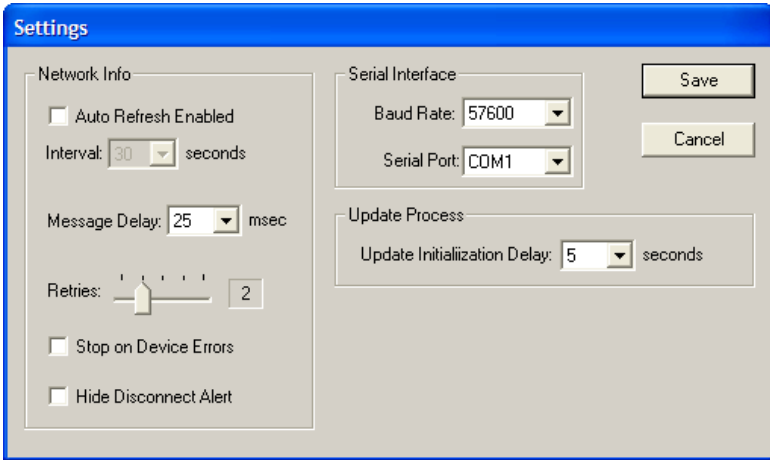 Settings
Network Info
Auto Refresh Enabled
Interval: 30 seconds
Message Delay: 25 msec
Retries: 2
Stop on Device Errors
Hide Disconnect Alert
Serial Interface
Baud Rate: 57600
Serial Port: COM1
Update Process
Update Initialiization Delay: 5 seconds
Save
Cancel